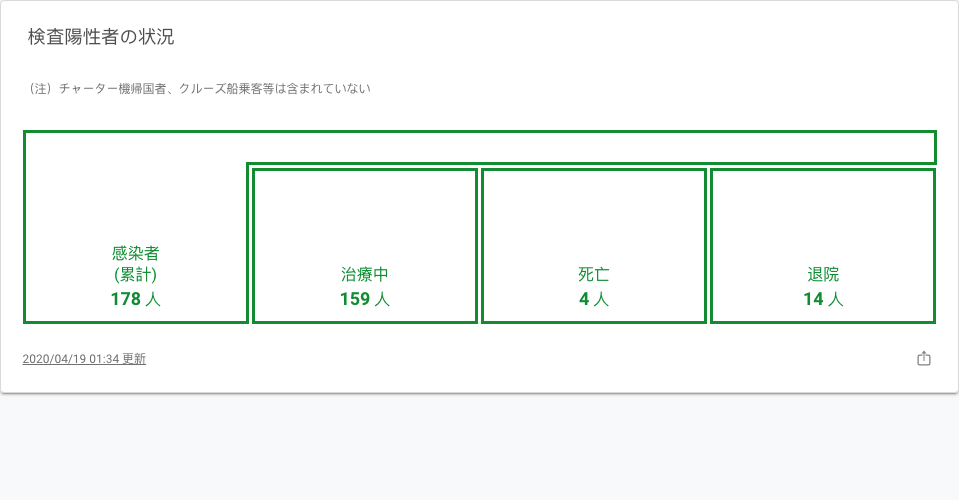 検査陽性者の状況
（注）チャーター機帰国者、クルーズ船乗客等は含まれていない
感染者
(累計)
178 人
治療中
159 人
死亡
4 人
退院
14 人
2020/04/19 01:34 更新